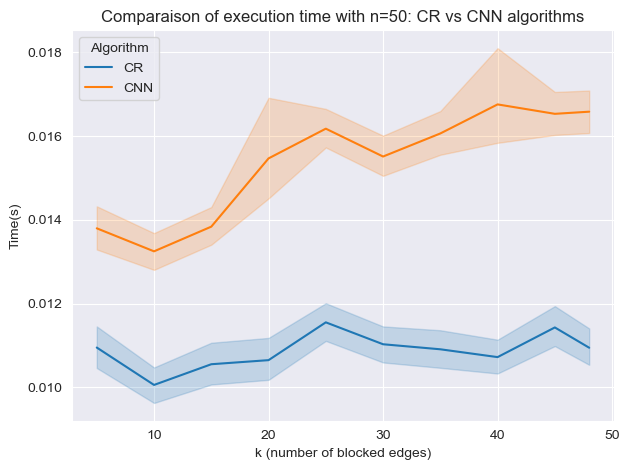 Comparaison of execution time with n=50: CR vs CNN algorithms
Algorithm
CR
CNN
0.018
0.016
0.014
0.012
0.010
Time(s)
10 20 30 40 50
k (number of blocked edges)